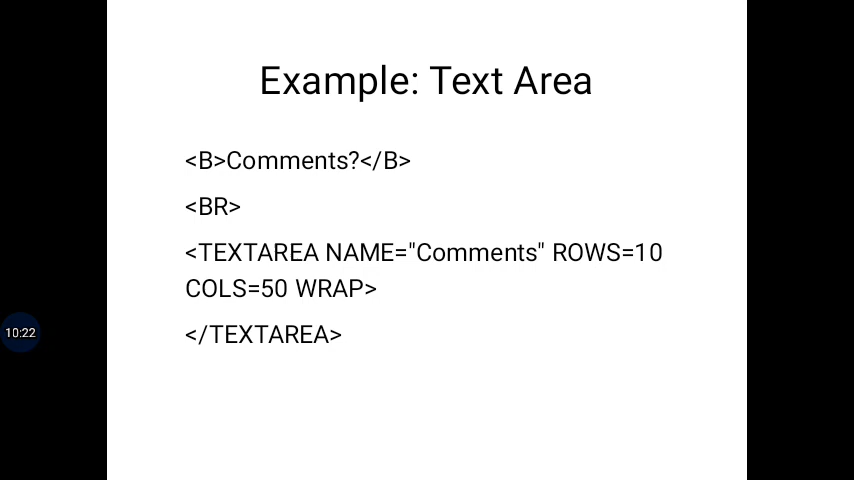 Example: Text Area
<B>Comments?</B>
<BR>
<TEXTAREA NAME="Comments" ROWS=10
COLS=50 WRAP>
</TEXTAREA>
10:22